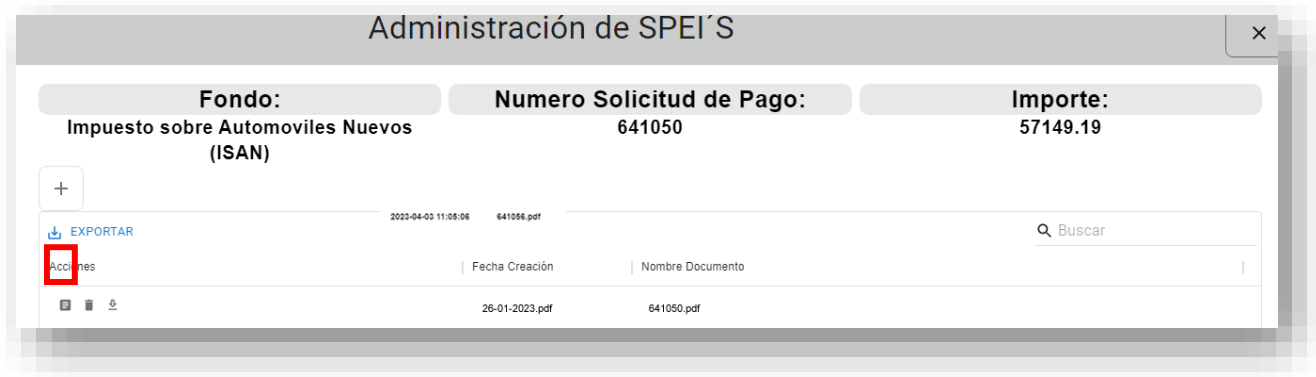 Administración de SPEI´S
Fondo: Numero Solicitud de Pago: Importe:
Impuesto sobre Automoviles Nuevos 641050 57149.19
(ISAN)
2023-04-03 11:05:06 641056.pdf
EXPORTAR Buscar
Acciones Fecha Creación Nombre Documento
26-01-2023.pdf 641050.pdf